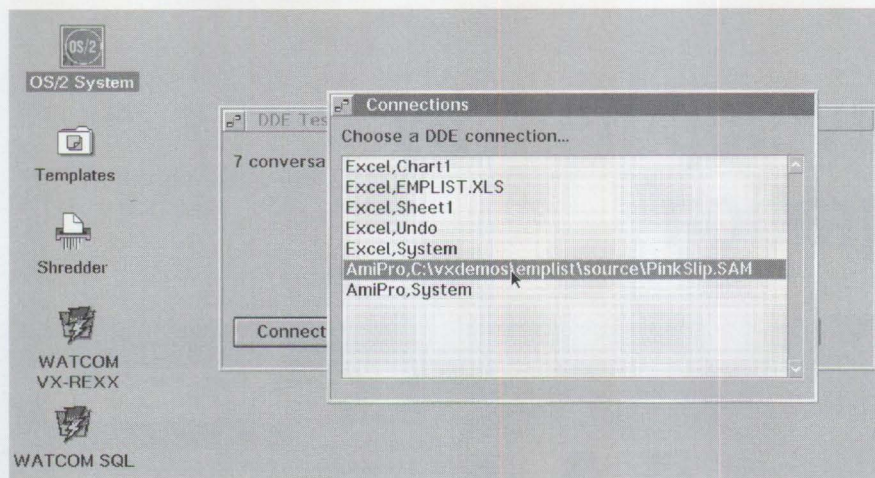 OS/2
OS/2 System
Templates
Shredder
WATCOM
VX-REXX
WATCOM SQL
DDE Tes
7 conversa
Connect
Connections
Choose a DDE connection...
Excel,Chart1
Excel,EMPLIST.XLS
Excel,Sheet1
Excel,Undo
Excel,System
AmiPro,C:\vxdemos\emplist\source\PinkSlip.SAM
AmiPro,System